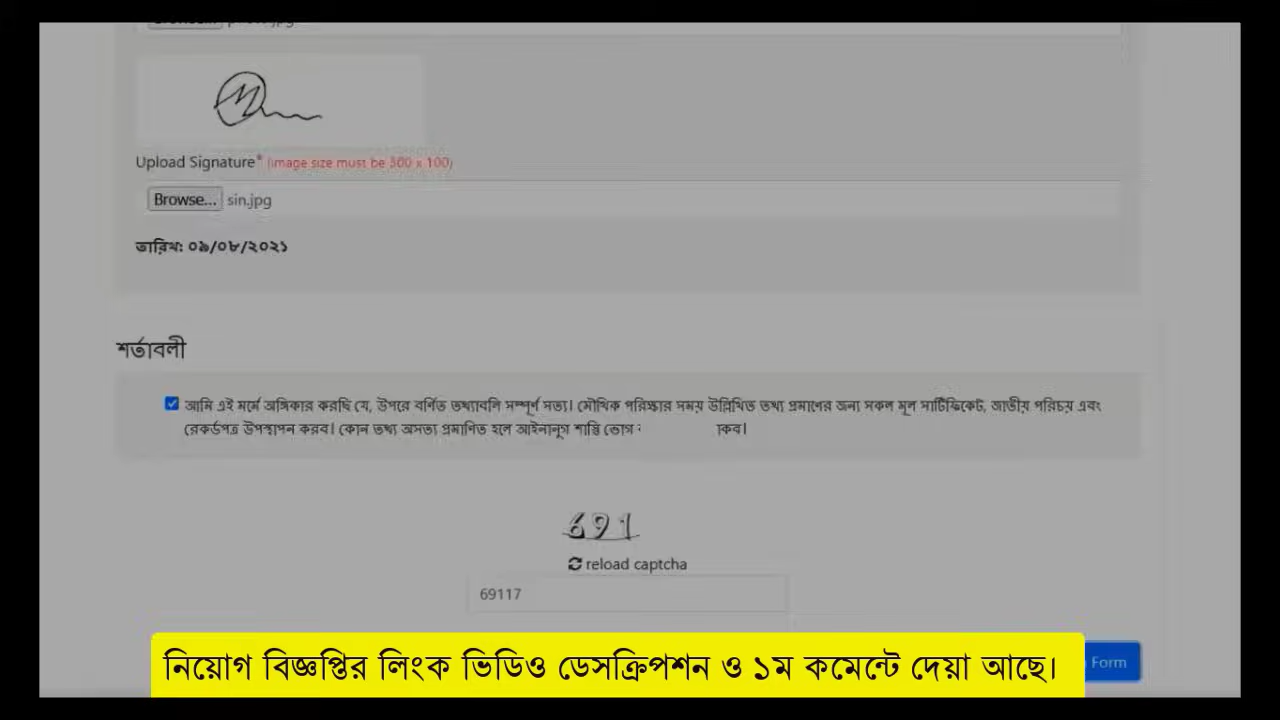 Upload Signature* (image size must be 300 x 100)
Browse... sin.jpg
তারিখ: ০৯/০৮/২০২১
শর্তাবলী
আমি এই মর্মে অঙ্গিকার করছি যে, উপরে বর্ণিত তথ্যাবলি সম্পূর্ণ সত্য। মৌখিক পরিক্ষার সময় উল্লিখিত তথ্য প্রমাণের জন্য সকল মূল সার্টিফিকেট, জাতীয় পরিচয় এবং
রেকর্ডপত্র উপস্থাপন করব। কোন তথ্য অসত্য প্রমাণিত হলে আইনানুগ শাস্তি ভোগ
691
reload captcha
69117
Form
নিয়োগ বিজ্ঞপ্তির লিংক ভিডিও ডেসক্রিপশন ও ১ম কমেন্টে দেয়া আছে।